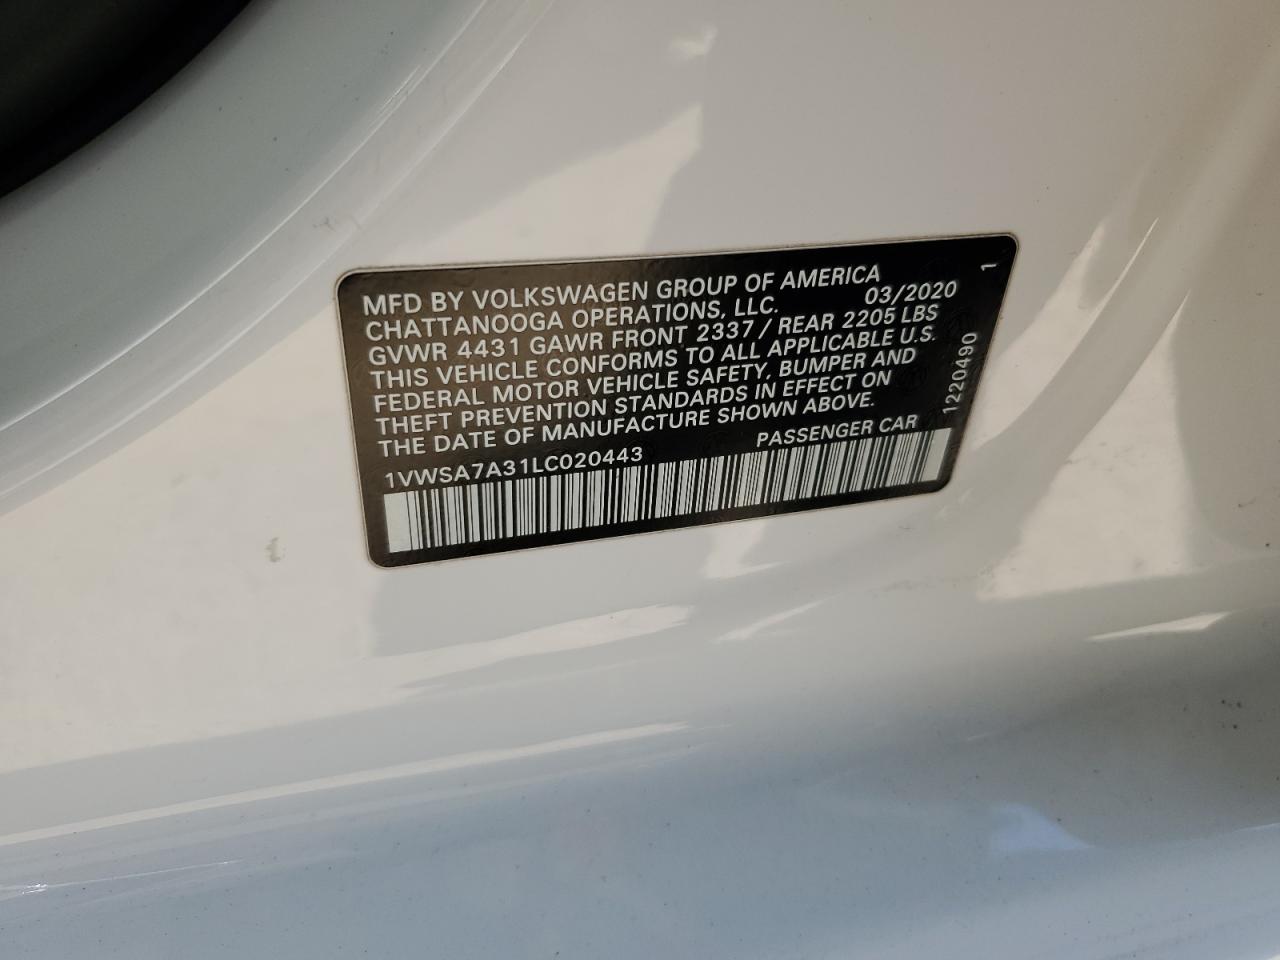 MFD BY VOLKSWAGEN GROUP OF AMERICA
CHATTANOOGA OPERATIONS, LLC. 03/2020
GVWR 4431 GAWR FRONT 2337 / REAR 2205 LBS
THIS VEHICLE CONFORMS TO ALL APPLICABLE U.S.
FEDERAL MOTOR VEHICLE SAFETY, BUMPER AND
THEFT PREVENTION STANDARDS IN EFFECT ON
THE DATE OF MANUFACTURE SHOWN ABOVE.
1VWSA7A31LC020443 PASSENGER CAR
1220490 1